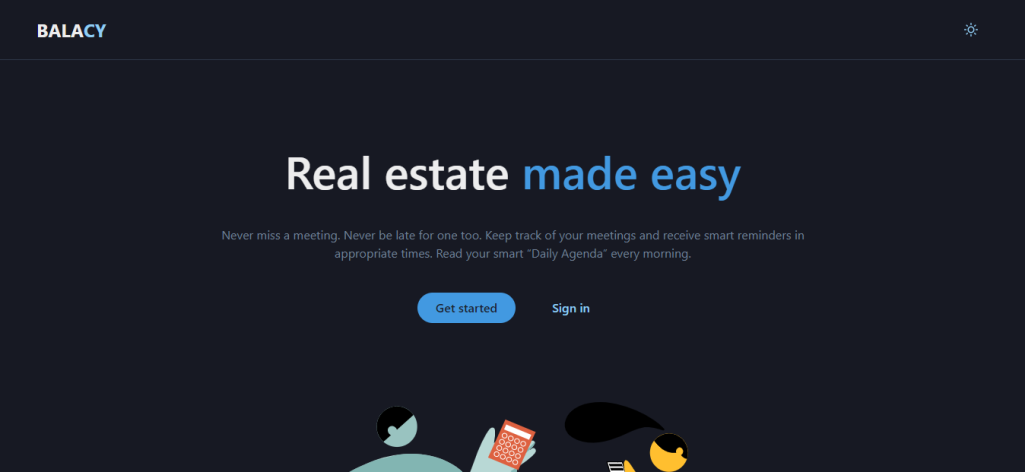 BALACY
Real estate made easy
Never miss a meeting. Never be late for one too. Keep track of your meetings and receive smart reminders in
appropriate times. Read your smart “Daily Agenda” every morning.
Get started
Sign in